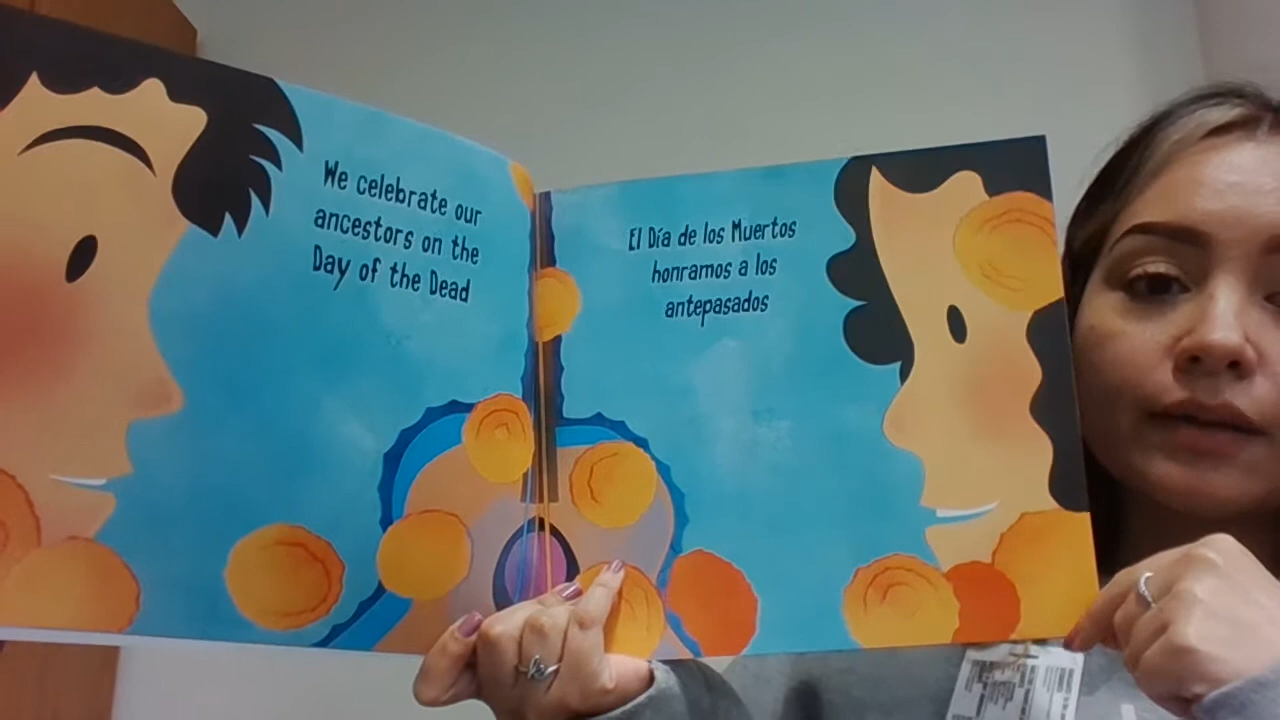 We celebrate our
ancestors on the
Day of the Dead
El Día de los Muertos
honramos a los
antepasados